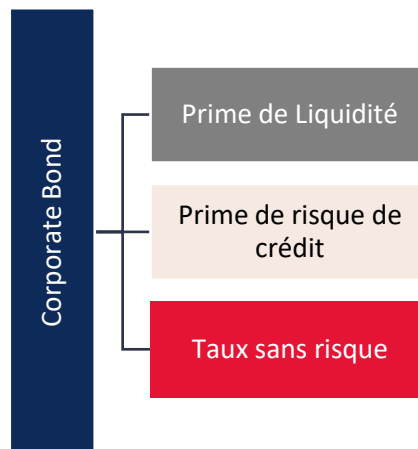 Corporate Bond
Prime de Liquidité
Prime de risque de
crédit
Taux sans risque